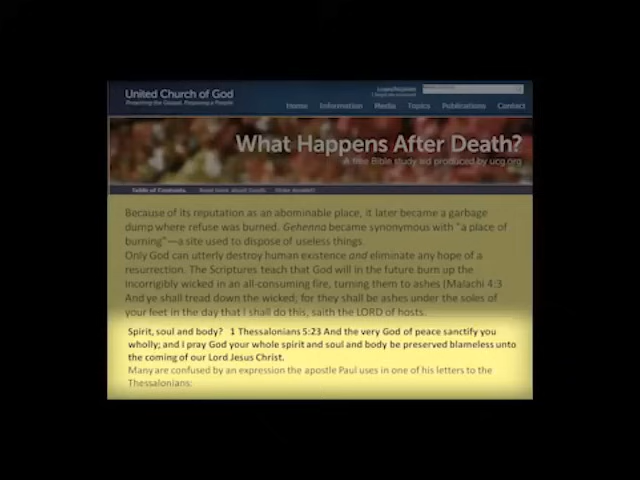 United Church of God
Preaching the Gospel, Preparing a People
Home Information Media Topics Publications Contact
What Happens After Death?
A free Bible study aid produced by ucg.org
Table of Contents
Because of its reputation as an abominable place, it later became a garbage
dump where refuse was burned. Gehenna became synonymous with "a place of
burning"—a site used to dispose of useless things.
Only God can utterly destroy human existence and eliminate any hope of a
resurrection. The Scriptures teach that God will in the future burn up the
incorrigibly wicked in an all-consuming fire, turning them to ashes (Malachi 4:3
And ye shall tread down the wicked; for they shall be ashes under the soles of
your feet in the day that I shall do this, saith the LORD of hosts.
Spirit, soul and body? 1 Thessalonians 5:23 And the very God of peace sanctify you
wholly; and I pray God your whole spirit and soul and body be preserved blameless unto
the coming of our Lord Jesus Christ.
Many are confused by an expression the apostle Paul uses in one of his letters to the
Thessalonians: